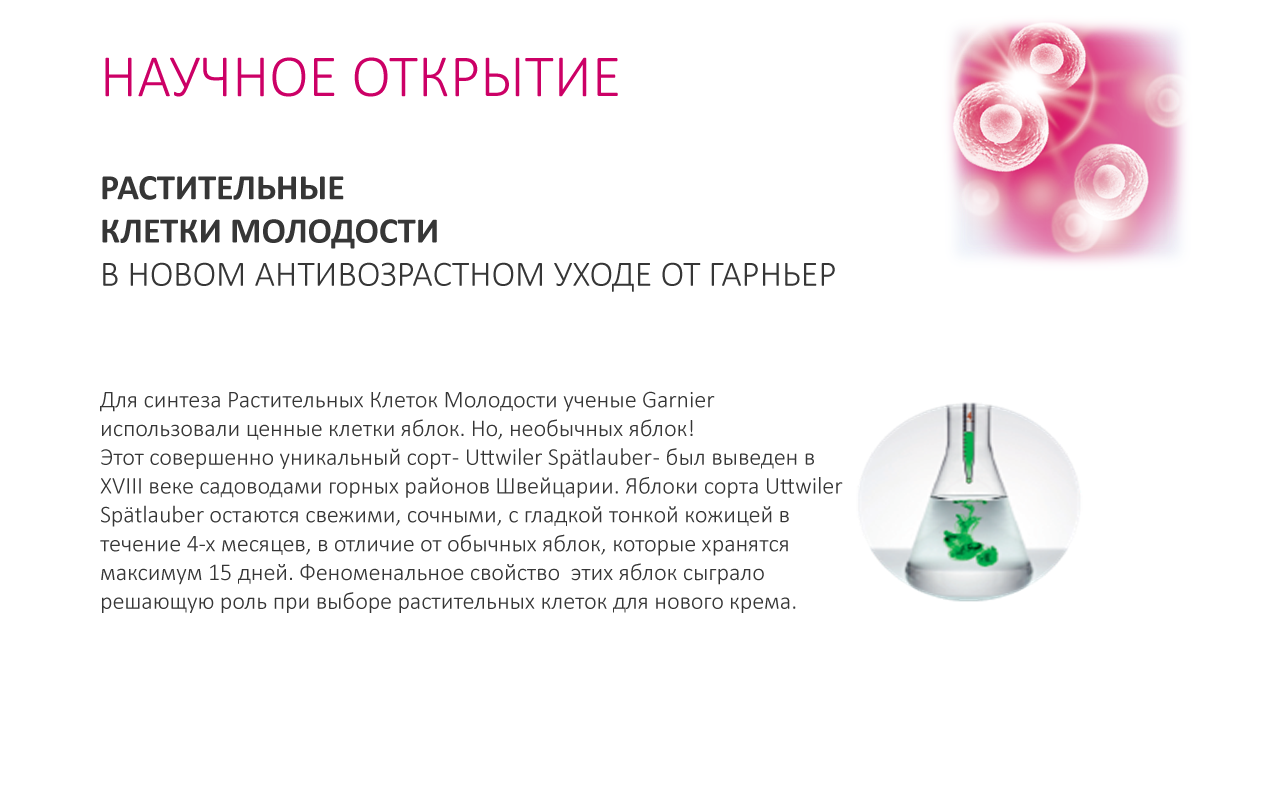 НАУЧНОЕ ОТКРЫТИЕ
РАСТИТЕЛЬНЫЕ
КЛЕТКИ МОЛОДОСТИ
В НОВОМ АНТИВОЗРАСТНОМ УХОДЕ ОТ ГАРНЬЕР
Для синтеза Растительных Клеток Молодости ученые Garnier
использовали ценные клетки яблок. Но, необычных яблок!
Этот совершенно уникальный сорт- Uttwiler Spätlauber- был выведен в
XVIII веке садоводами горных районов Швейцарии. Яблоки сорта Uttwiler
Spätlauber остаются свежими, сочными, с гладкой тонкой кожицей в
течение 4-х месяцев, в отличие от обычных яблок, которые хранятся
максимум 15 дней. Феноменальное свойство  этих яблок сыграло
решающую роль при выборе растительных клеток для нового крема.